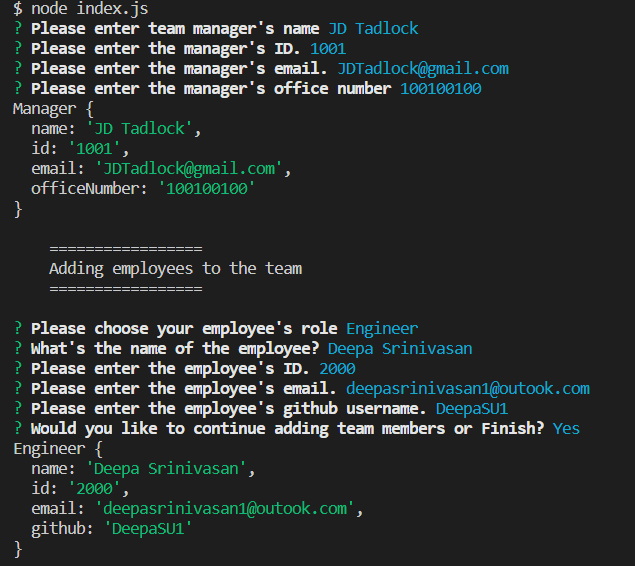 $ node index.js
? Please enter team manager's name JD Tadlock
? Please enter the manager's ID. 1001
? Please enter the manager's email. JDTadlock@gmail.com
? Please enter the manager's office number 100100100
Manager {
  name: 'JD Tadlock',
  id: '1001',
  email: 'JDTadlock@gmail.com',
  officeNumber: '100100100'
}
    =================
    Adding employees to the team
    =================
? Please choose your employee's role Engineer
? What's the name of the employee? Deepa Srinivasan
? Please enter the employee's ID. 2000
? Please enter the employee's email. deepasrinivasan1@outook.com
? Please enter the employee's github username. DeepaSU1
? Would you like to continue adding team members or Finish? Yes
Engineer {
  name: 'Deepa Srinivasan',
  id: '2000',
  email: 'deepasrinivasan1@outook.com',
  github: 'DeepaSU1'
}